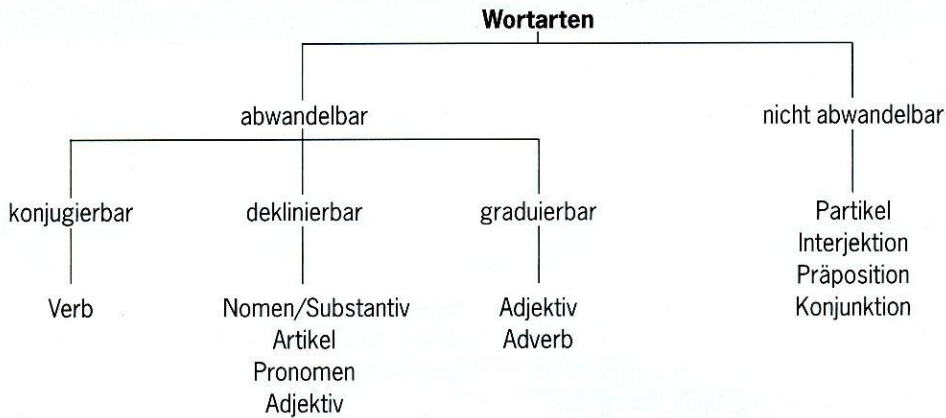 Wortarten
abwandelbar
nicht abwandelbar
konjugierbar
deklinierbar
graduierbar
Verb
Nomen/Substantiv
Artikel
Pronomen
Adjektiv
Adjektiv
Adverb
Partikel
Interjektion
Präposition
Konjunktion